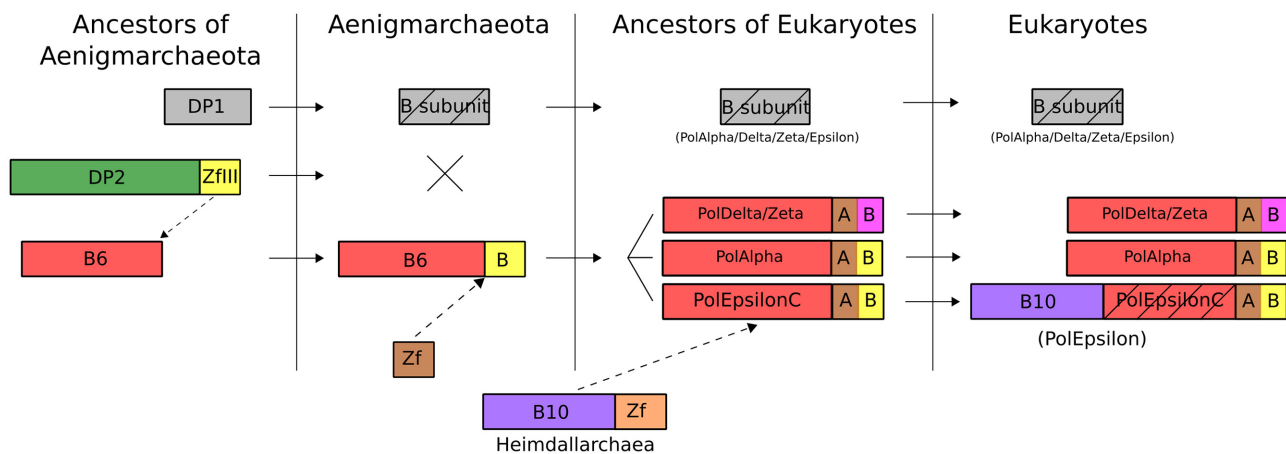 Ancestors of
Aenigmarchaeota
Aenigmarchaeota
Ancestors of Eukaryotes
Eukaryotes
DP1
B subunit
B subunit
B subunit
(PolAlpha/Delta/Zeta/Epsilon)
(PolAlpha/Delta/Zeta/Epsilon)
DP2
ZfIII
PolDelta/Zeta
A
B
PolDelta/Zeta
A
B
B6
B6
B
PolAlpha
A
B
PolAlpha
A
B
PolEpsilonC
A
B
B10
PolEpsilonC
A
B
(PolEpsilon)
Zf
B10
Zf
Heimdallarchaea